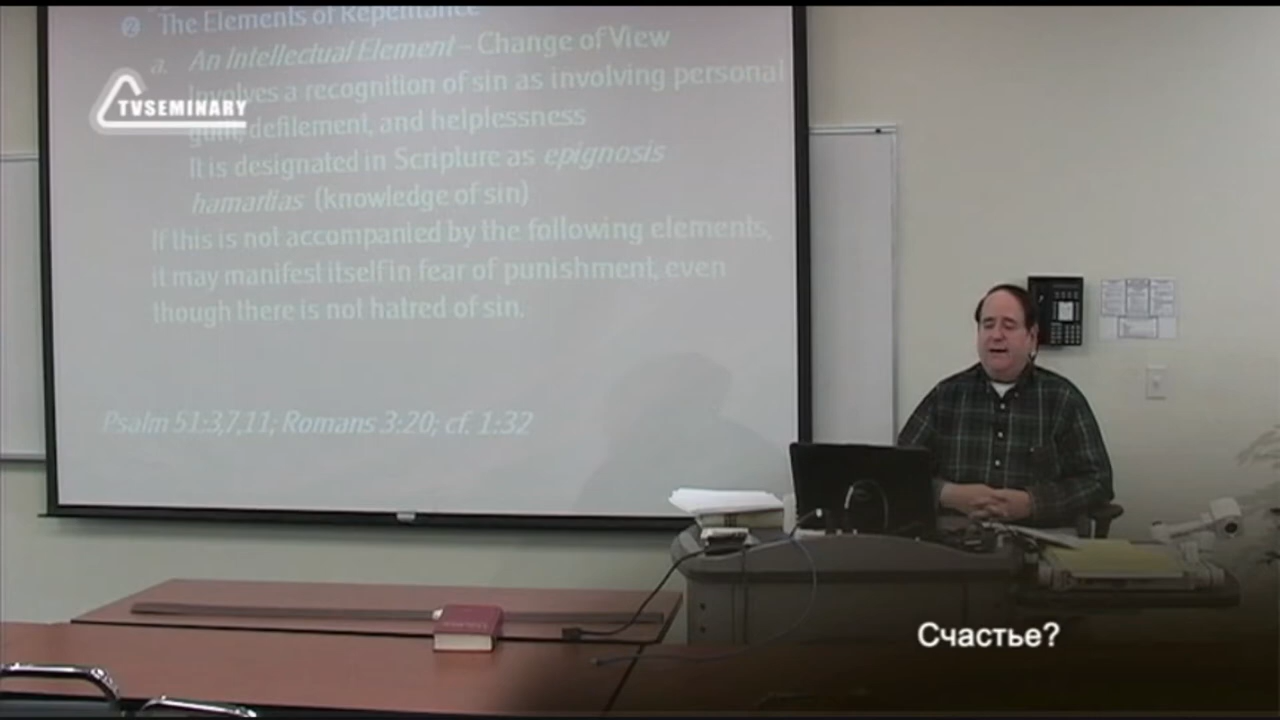 ② The Elements of Repentance
a. An Intellectual Element – Change of View
Involves a recognition of sin as involving personal
guilt, defilement, and helplessness
It is designated in Scripture as epignosis
hamartias (knowledge of sin)
If this is not accompanied by the following elements,
it may manifest itself in fear of punishment, even
though there is not hatred of sin.
Psalm 51:3,7,11; Romans 3:20; cf. 1:32
TVSEMINARY
Счастье?